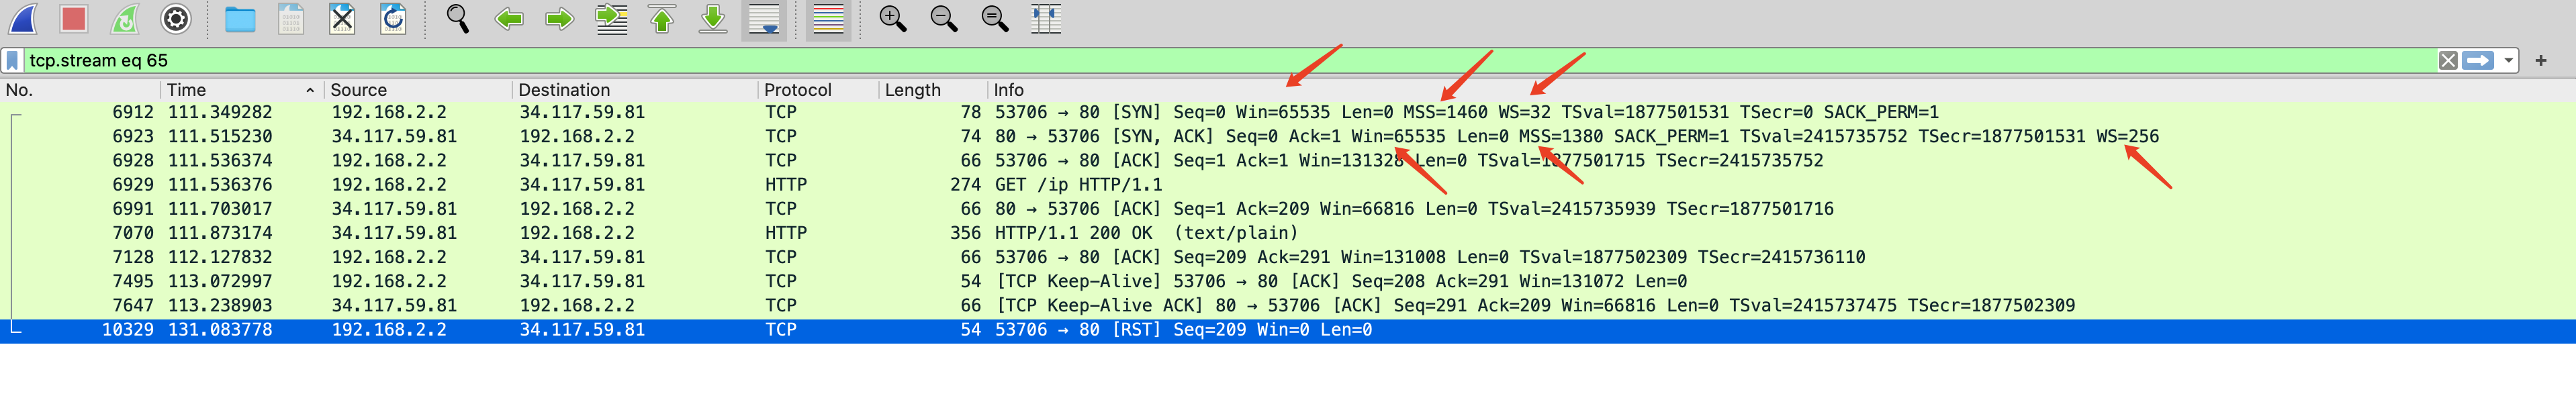 tcp.stream eq 65
No. Time Source Destination Protocol Length Info
6912 111.349282 192.168.2.2 34.117.59.81 TCP 78 53706 → 80 [SYN] Seq=0 Win=65535 Len=0 MSS=1460 WS=32 TSval=1877501531 TSecr=0 SACK_PERM=1
6923 111.515230 34.117.59.81 192.168.2.2 TCP 74 80 → 53706 [SYN, ACK] Seq=0 Ack=1 Win=65535 Len=0 MSS=1380 SACK_PERM=1 TSval=2415735752 TSecr=1877501531 WS=256
6928 111.536374 192.168.2.2 34.117.59.81 TCP 66 53706 → 80 [ACK] Seq=1 Ack=1 Win=131328 Len=0 TSval=1877501715 TSecr=2415735752
6929 111.536376 192.168.2.2 34.117.59.81 HTTP 274 GET /ip HTTP/1.1
6991 111.703017 34.117.59.81 192.168.2.2 TCP 66 80 → 53706 [ACK] Seq=1 Ack=209 Win=66816 Len=0 TSval=2415735939 TSecr=1877501716
7070 111.873174 34.117.59.81 192.168.2.2 HTTP 356 HTTP/1.1 200 OK (text/plain)
7128 112.127832 192.168.2.2 34.117.59.81 TCP 66 53706 → 80 [ACK] Seq=209 Ack=291 Win=131008 Len=0 TSval=1877502309 TSecr=2415736110
7495 113.072997 192.168.2.2 34.117.59.81 TCP 54 [TCP Keep-Alive] 53706 → 80 [ACK] Seq=208 Ack=291 Win=131072 Len=0
7647 113.238903 34.117.59.81 192.168.2.2 TCP 66 [TCP Keep-Alive ACK] 80 → 53706 [ACK] Seq=291 Ack=209 Win=66816 Len=0 TSval=2415737475 TSecr=1877502309
10329 131.083778 192.168.2.2 34.117.59.81 TCP 54 53706 → 80 [RST] Seq=209 Win=0 Len=0